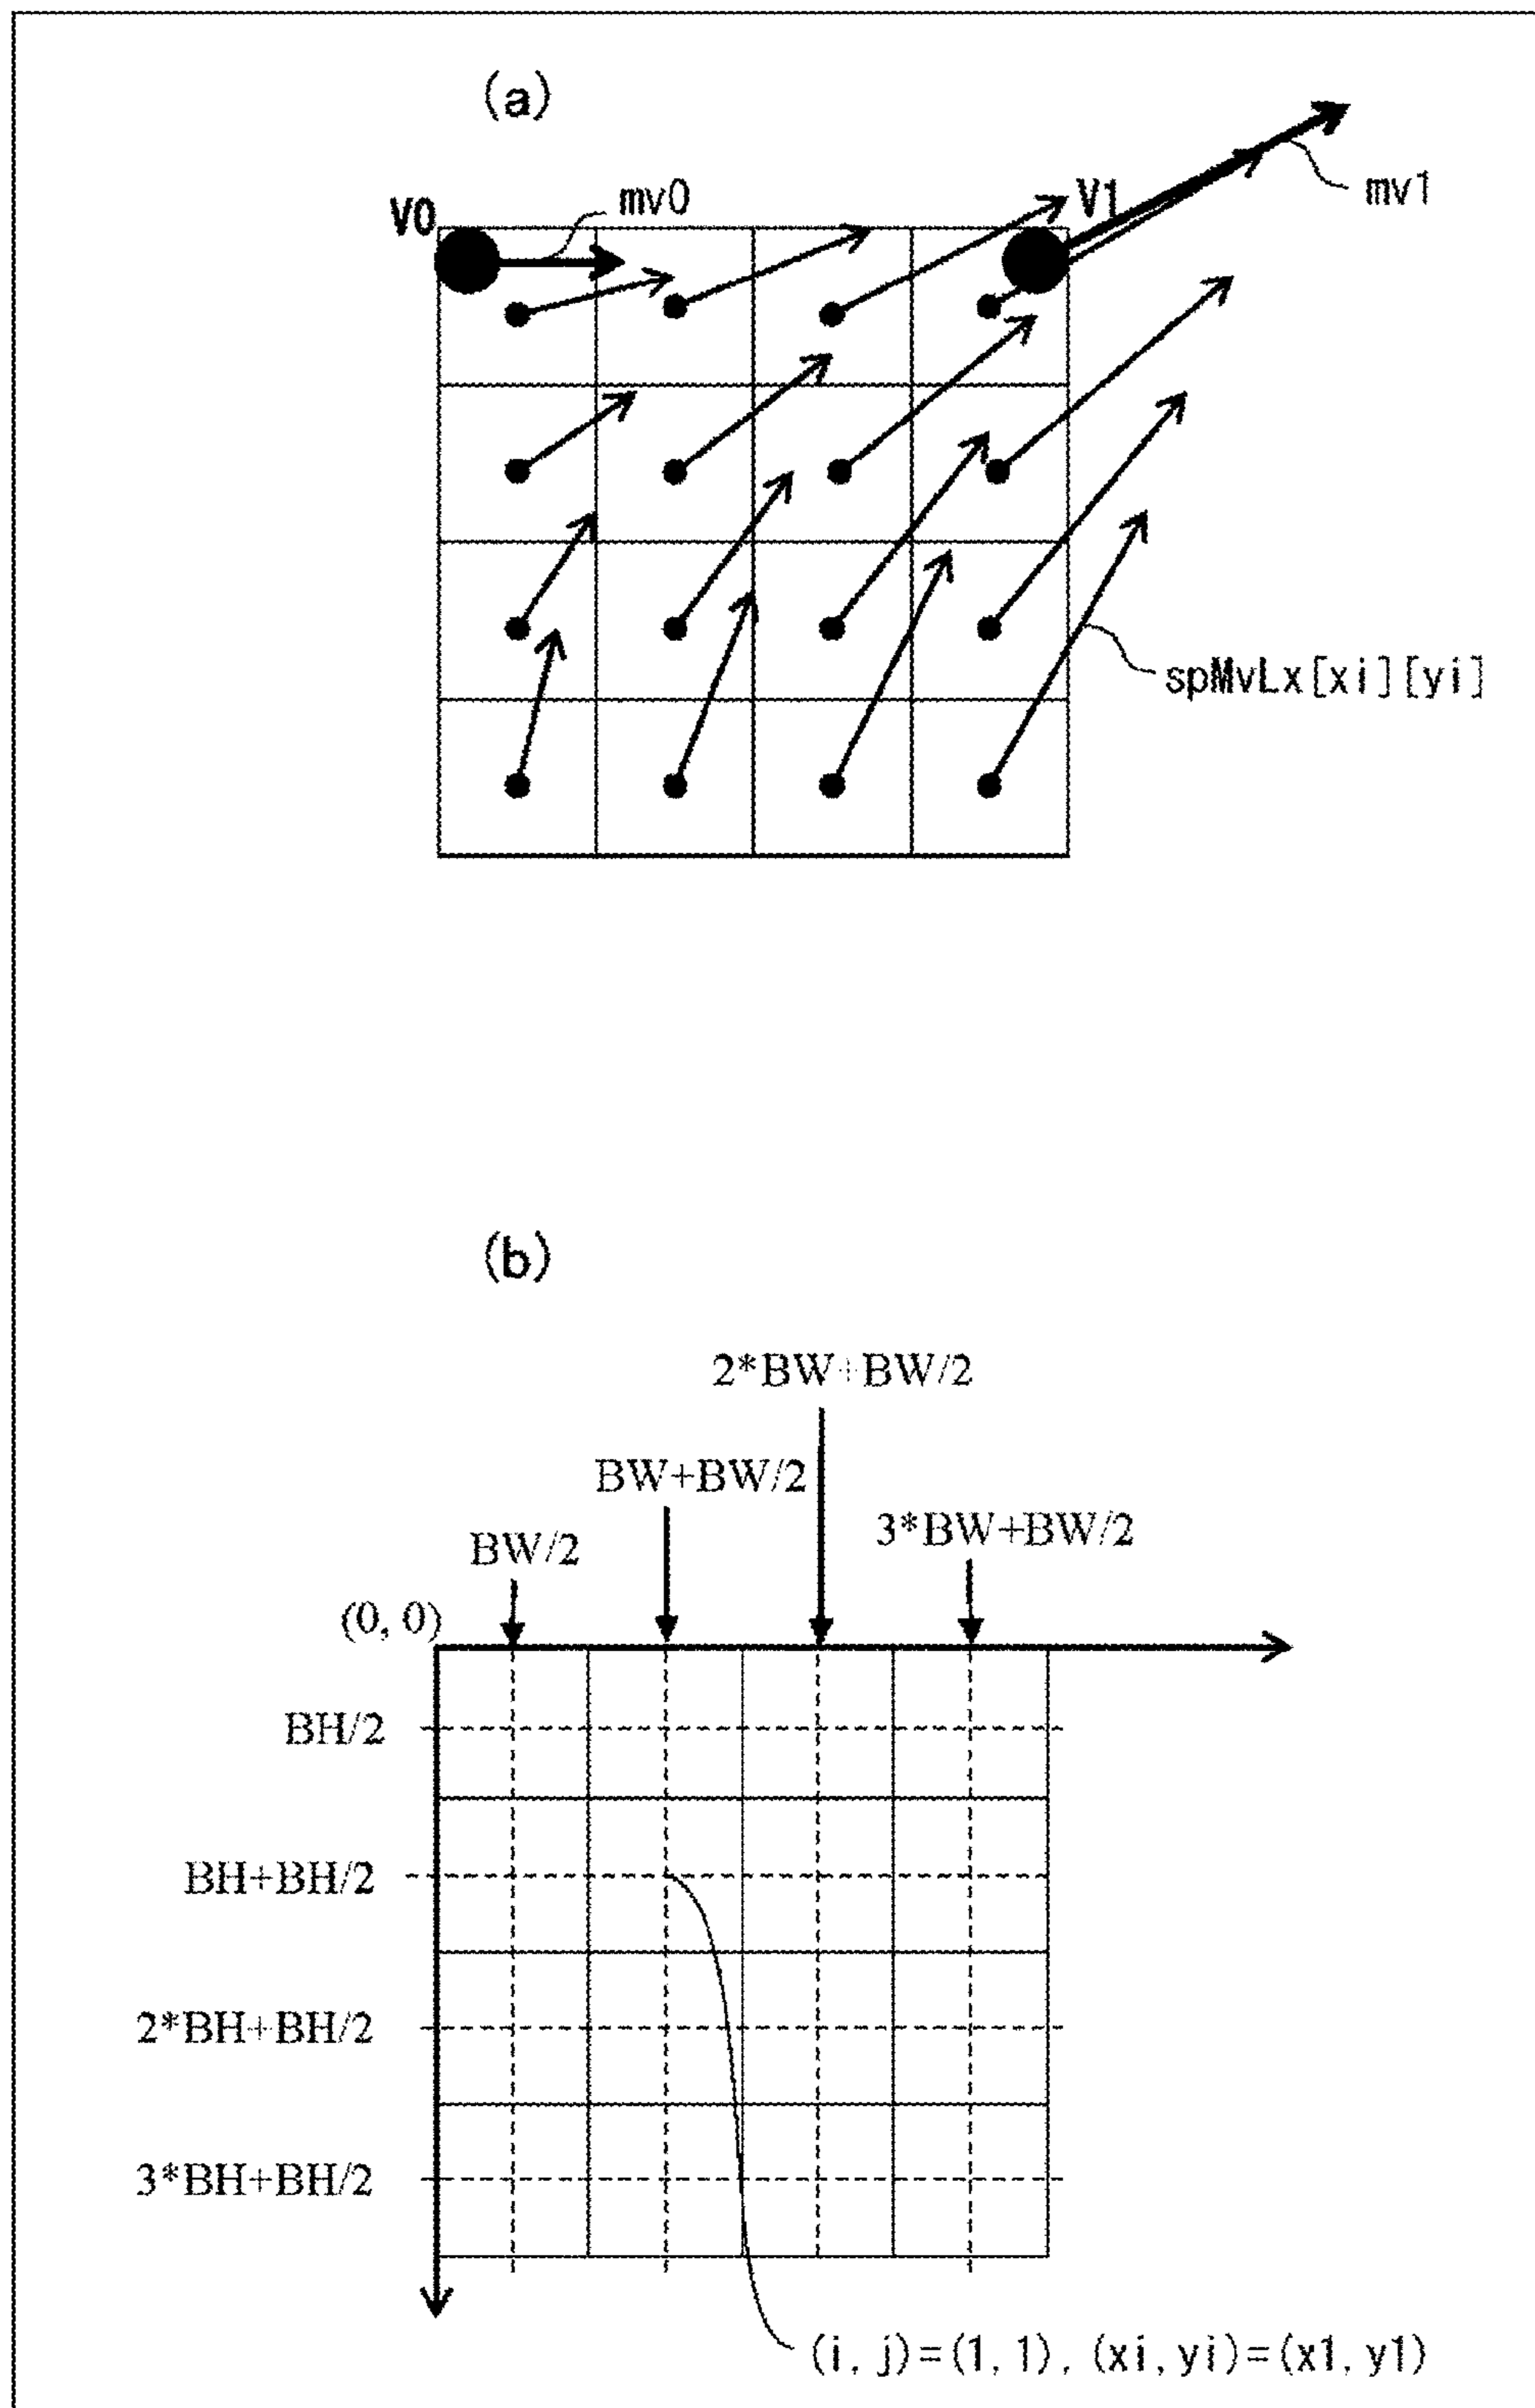 (a)
V0
mv0
V1
mv1
spMvLx[xi][yi]
(b)
2*BW+BW/2
BW+BW/2
3*BW+BW/2
BW/2
(0, 0)
BH/2
BH+BH/2
2*BH+BH/2
3*BH+BH/2
(i, j)=(1, 1), (xi, yi)=(x1, y1)